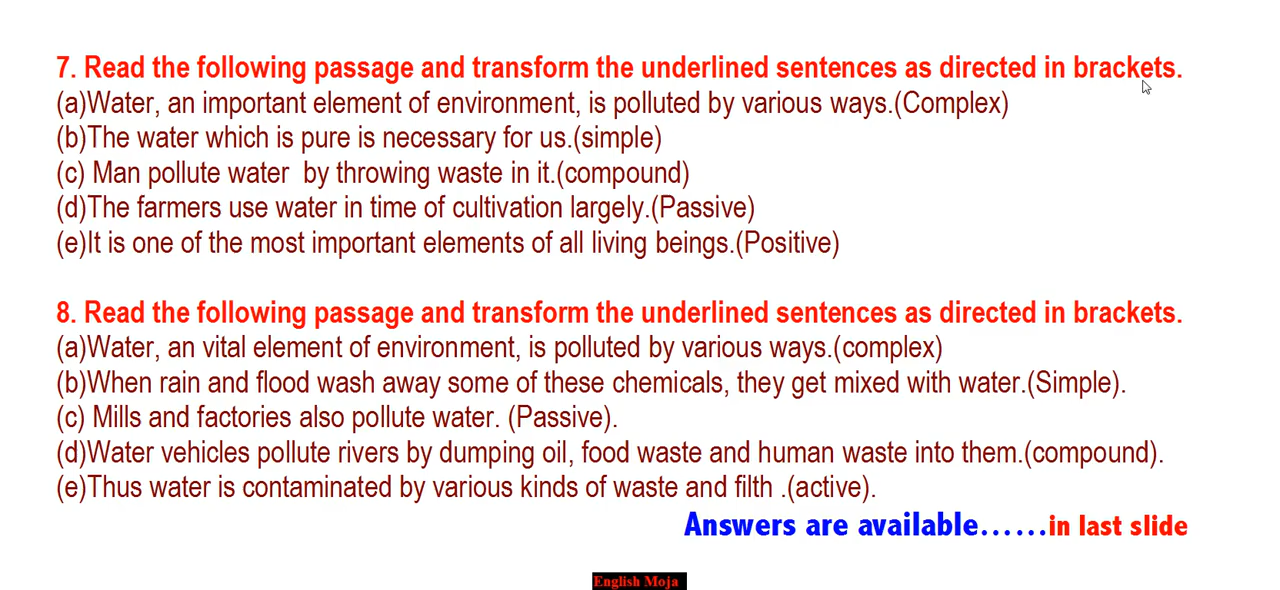 7. Read the following passage and transform the underlined sentences as directed in brackets.
(a)Water, an important element of environment, is polluted by various ways.(Complex)
(b)The water which is pure is necessary for us.(simple)
(c) Man pollute water  by throwing waste in it.(compound)
(d)The farmers use water in time of cultivation largely.(Passive)
(e)It is one of the most important elements of all living beings.(Positive)
8. Read the following passage and transform the underlined sentences as directed in brackets.
(a)Water, an vital element of environment, is polluted by various ways.(complex)
(b)When rain and flood wash away some of these chemicals, they get mixed with water.(Simple).
(c) Mills and factories also pollute water. (Passive).
(d)Water vehicles pollute rivers by dumping oil, food waste and human waste into them.(compound).
(e)Thus water is contaminated by various kinds of waste and filth .(active).
Answers are available......in last slide
English Moja